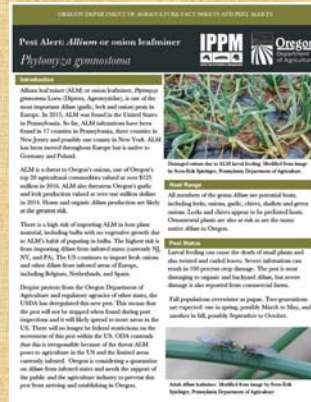 OREGON DEPARTMENT OF AGRICULTURE FACT SHEETS AND PEST ALERTS
Pest Alert: Allium or onion leafminer
Phytomyza gymnostoma
IPPM
Oregon
Department
of Agriculture
Introduction
Allium leaf miner (ALM) or onion leafminer, Phytomyza
gymnostoma Loew (Diptera, Agromyzidae), is one of the
most important Allium (garlic, leek and onion) pests in
Europe. In 2015, ALM was found in the United States
in Pennsylvania. So far, ALM infestations have been
found in 17 counties in Pennsylvania, three counties in
New Jersey and possibly one county in New York. ALM
has been moved throughout Europe but is native to
Germany and Poland.
ALM is a threat to Oregon's onions, one of Oregon's
top 20 agricultural commodities valued at over $125
million in 2016. ALM also threatens Oregon's garlic
and leek production valued at over one million dollars
in 2014. Home and organic Allium production are likely
at the greatest risk.
There is a high risk of importing ALM in host plant
material, including bulbs with no vegetative growth due
to ALM's habit of pupating in bulbs. The highest risk is
from importing Allium from infested states (currently NJ,
NY, and PA). The US continues to import fresh onions
and other Allium from infested areas of Europe,
including Belgium, Netherlands, and Spain.
Despite protests from the Oregon Department of
Agriculture and regulatory agencies of other states, the
USDA has deregulated this new pest. This means that
the pest will not be stopped when found during port
inspections and it will likely spread to more areas in the
US. There will no longer be federal restrictions on the
movement of this pest within the US. ODA contends
that this is irresponsible because of the threat ALM
poses to agriculture in the US and the limited areas
currently infested. Oregon is considering a quarantine
on Allium from infested states and needs the support of
the public and the agriculture industry to prevent this
pest from arriving and establishing in Oregon.
Damaged onions due to ALM larval feeding. Modified from image
by Sven-Erik Spichiger, Pennsylvania Department of Agriculture
Host Range
All members of the genus Allium are potential hosts,
including leeks, onions, garlic, chives, shallots and green
onions. Leeks and chives appear to be preferred hosts.
Ornamental plants are also at risk as are the many
native Allium in Oregon.
Pest Status
Larval feeding can cause the death of small plants and
also twisted and curled leaves. Severe infestations can
result in 100 percent crop damage. The pest is most
damaging to organic and backyard Allium, but severe
damage is also reported from commercial farms.
Fall populations overwinter as pupae. Two generations
are expected: one in spring, possibly March to May, and
another in fall, possibly September to October.
Adult Allium leafminer. Modified from image by Sven-Erik
Spichiger, Pennsylvania Department of Agriculture